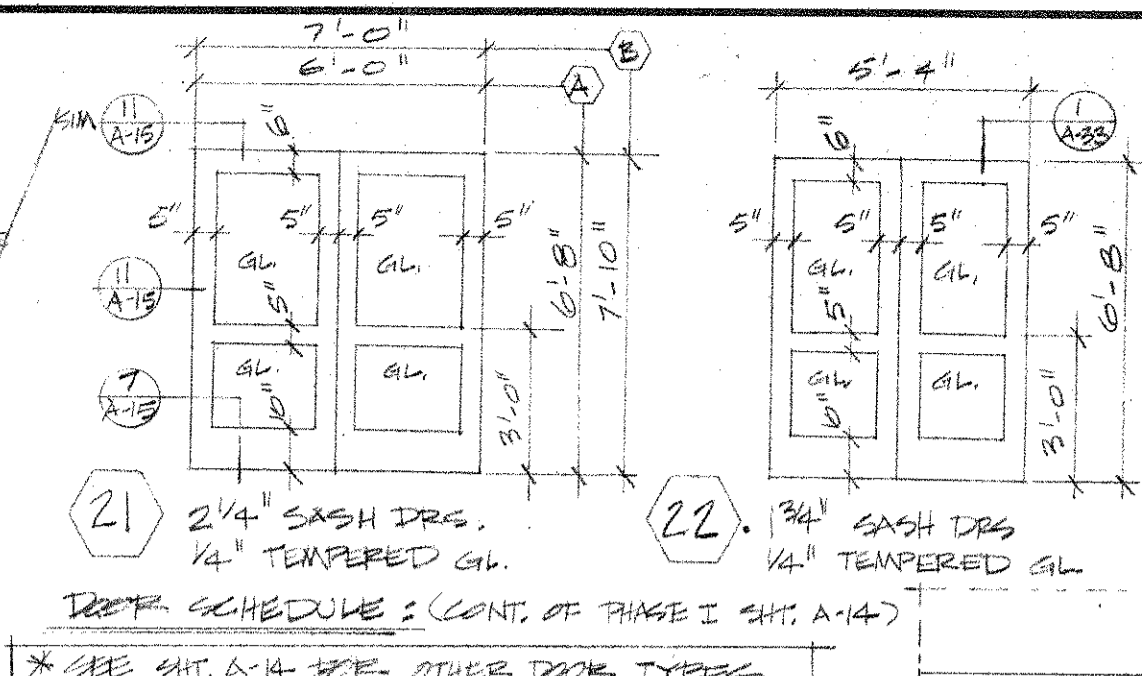 7'-0"
B
6'-0"
A
5'-4"
SIM 11
A-15
1
A-33
6"
6"
5" 5" 5" 5"
5" 5" 5" 5"
GL. GL.
GL. GL.
11
A-15
5"
6'-8"
7'-10"
5"
6'-8"
GL. GL.
GL. GL.
7
A-15
3'-0"
3'-0"
21 2 1/4" SASH DRS.
1/4" TEMPERED GL.
22. 1 3/4" SASH DRS
1/4" TEMPERED GL
DOOR SCHEDULE : (CONT. OF PHASE I SHT. A-14)
* SEE SHT. A-14 FOR OTHER DOOR TYPES